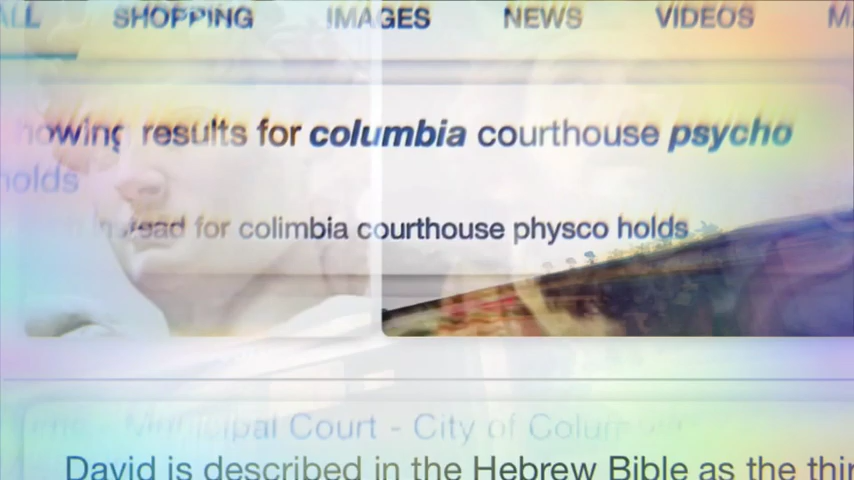 ALL SHOPPING IMAGES NEWS VIDEOS
results for columbia courthouse psycho
holds
for colimbia courthouse physco holds
Municipal Court - City of
David is described in the Hebrew Bible as the